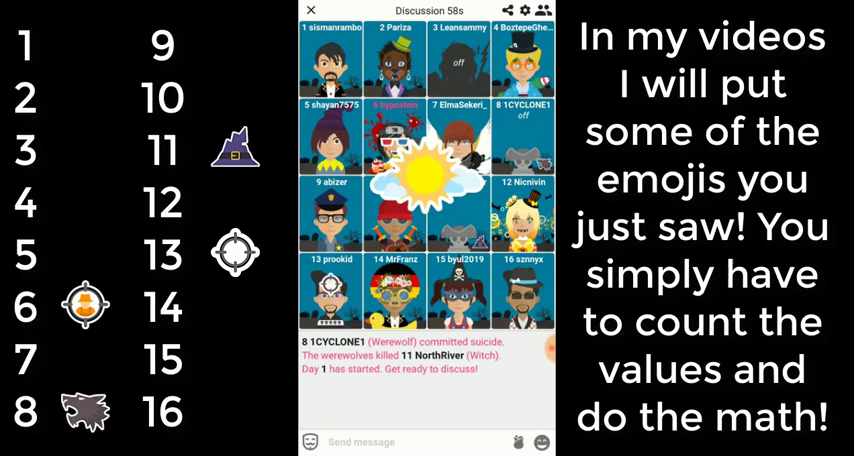 1
2
3
4
5
6
7
8
9
10
11
12
13
14
15
16
Discussion 58s
1 sismanrambo
2 Pariza
3 Leansammy
off
4 BoztepeGhe...
5 shayan7575
6 hypostein
7 ElmaSekeri_
8 1CYCLONE1
off
9 abizer
12 Nicnivin
13 prookid
14 MrFranz
15 byul2019
16 sznnyx
8 1CYCLONE1 (Werewolf) committed suicide.
The werewolves killed 11 NorthRiver (Witch).
Day 1 has started. Get ready to discuss!
Send message
In my videos
I will put
some of the
emojis you
just saw! You
simply have
to count the
values and
do the math!